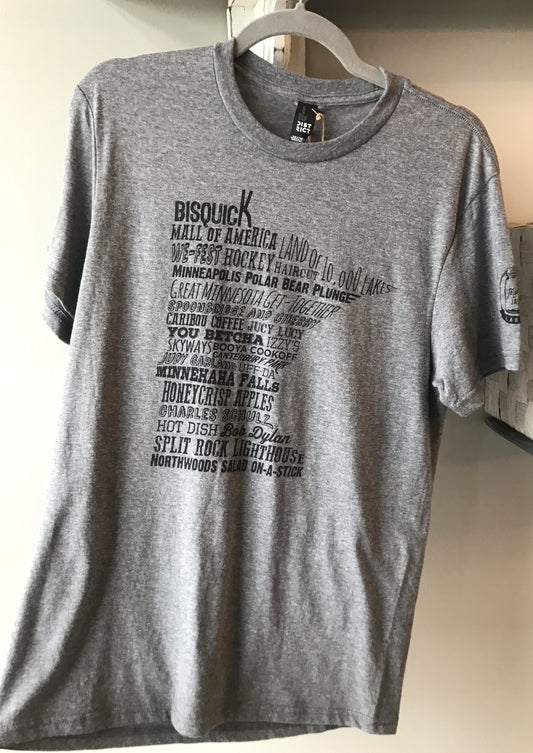 DIST
RICT
BISQUICK
MALL OF AMERICA LAND OF 10,000 LAKES
WE-FEST HOCKEY HAIRCUT
MINNEAPOLIS POLAR BEAR PLUNGE
GREAT MINNESOTA GET-TOGETHER
SPOONBRIDGE AND CHERRY
CARIBOU COFFEE JUCY LUCY
YOU BETCHA IZZY'S
SKYWAYS BOOYA COOKOFF
CANTERBURY PARK
JUDY GARLAND UFF-DA
MINNEHAHA FALLS
HONEYCRISP APPLES
CHARLES SCHULZ
HOT DISH Bob Dylan
SPLIT ROCK LIGHTHOUSE
NORTHWOODS SALAD ON-A-STICK